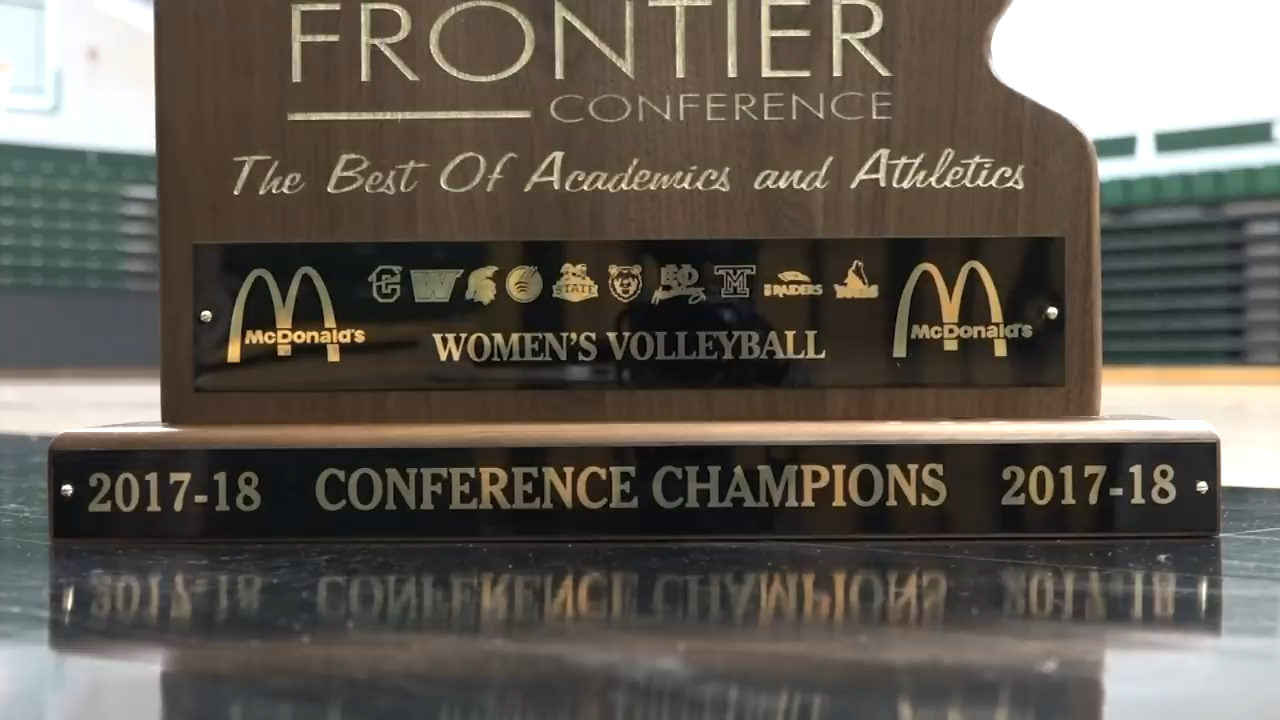 FRONTIER
CONFERENCE
The Best Of Academics and Athletics
C W STATE M RAIDERS
McDonald's WOMEN'S VOLLEYBALL McDonald's
2017-18 CONFERENCE CHAMPIONS 2017-18